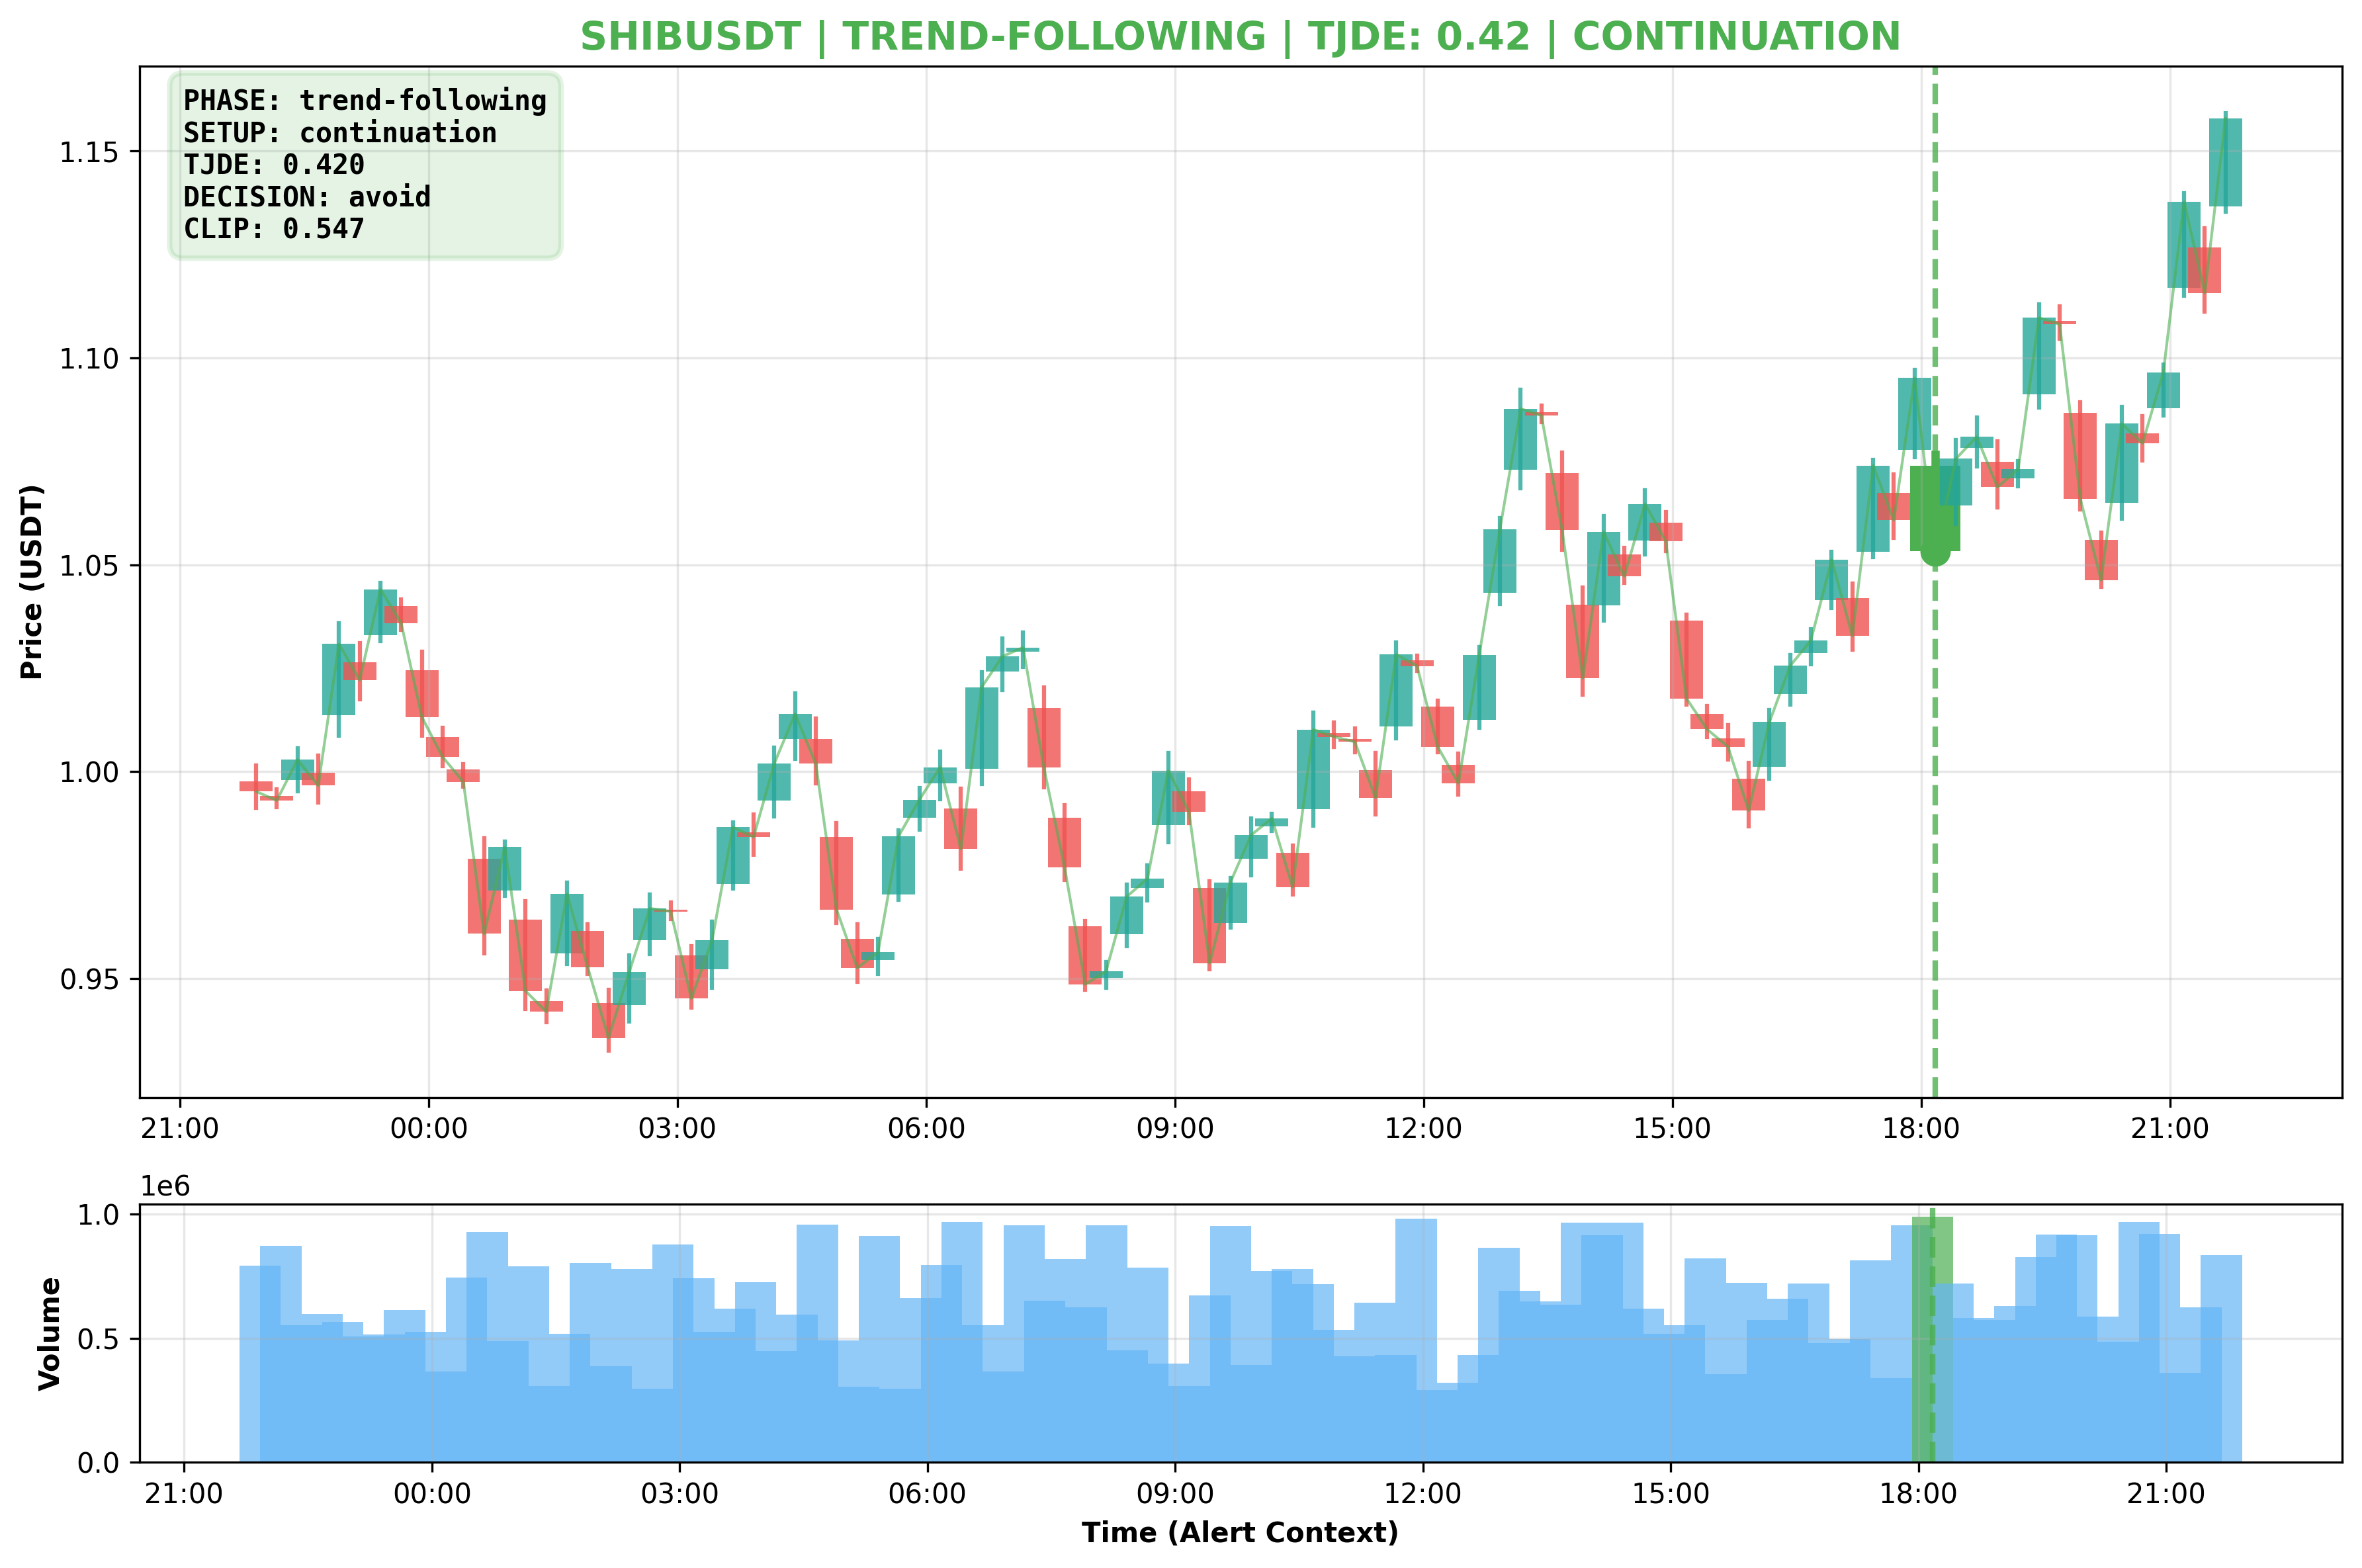 SHIBUSDT | TREND-FOLLOWING | TJDE: 0.42 | CONTINUATION
PHASE: trend-following
SETUP: continuation
TJDE: 0.420
DECISION: avoid
CLIP: 0.547
Price (USDT)
1.15
1.10
1.05
1.00
0.95
21:00 00:00 03:00 06:00 09:00 12:00 15:00 18:00 21:00
1e6
Volume
1.0
0.5
0.0
21:00 00:00 03:00 06:00 09:00 12:00 15:00 18:00 21:00
Time (Alert Context)